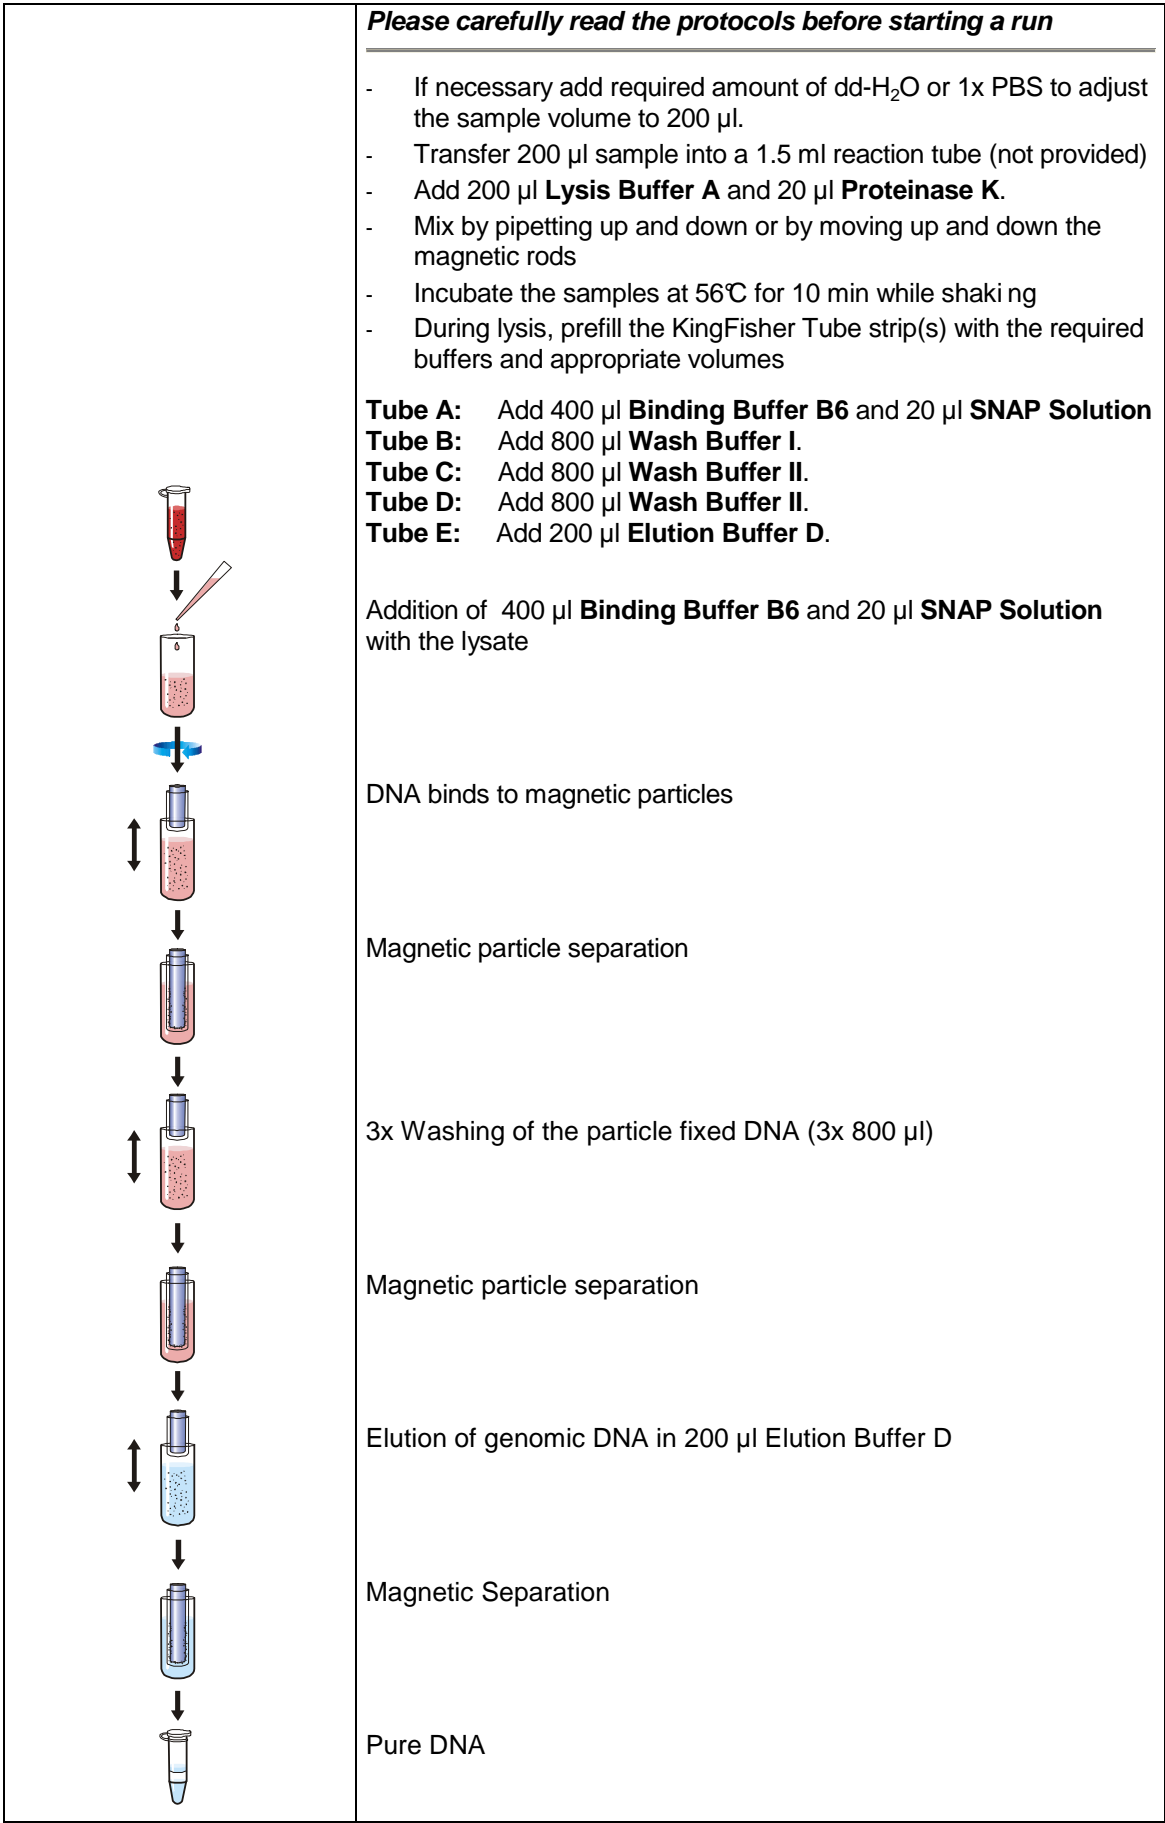 Please carefully read the protocols before starting a run
- If necessary add required amount of dd-H₂O or 1x PBS to adjust
the sample volume to 200 µl.
- Transfer 200 µl sample into a 1.5 ml reaction tube (not provided)
- Add 200 µl Lysis Buffer A and 20 µl Proteinase K.
- Mix by pipetting up and down or by moving up and down the
magnetic rods
- Incubate the samples at 56°C for 10 min while shaki ng
- During lysis, prefill the KingFisher Tube strip(s) with the required
buffers and appropriate volumes
Tube A: Add 400 µl Binding Buffer B6 and 20 µl SNAP Solution
Tube B: Add 800 µl Wash Buffer I.
Tube C: Add 800 µl Wash Buffer II.
Tube D: Add 800 µl Wash Buffer II.
Tube E: Add 200 µl Elution Buffer D.
Addition of 400 µl Binding Buffer B6 and 20 µl SNAP Solution
with the lysate
DNA binds to magnetic particles
Magnetic particle separation
3x Washing of the particle fixed DNA (3x 800 µl)
Magnetic particle separation
Elution of genomic DNA in 200 µl Elution Buffer D
Magnetic Separation
Pure DNA